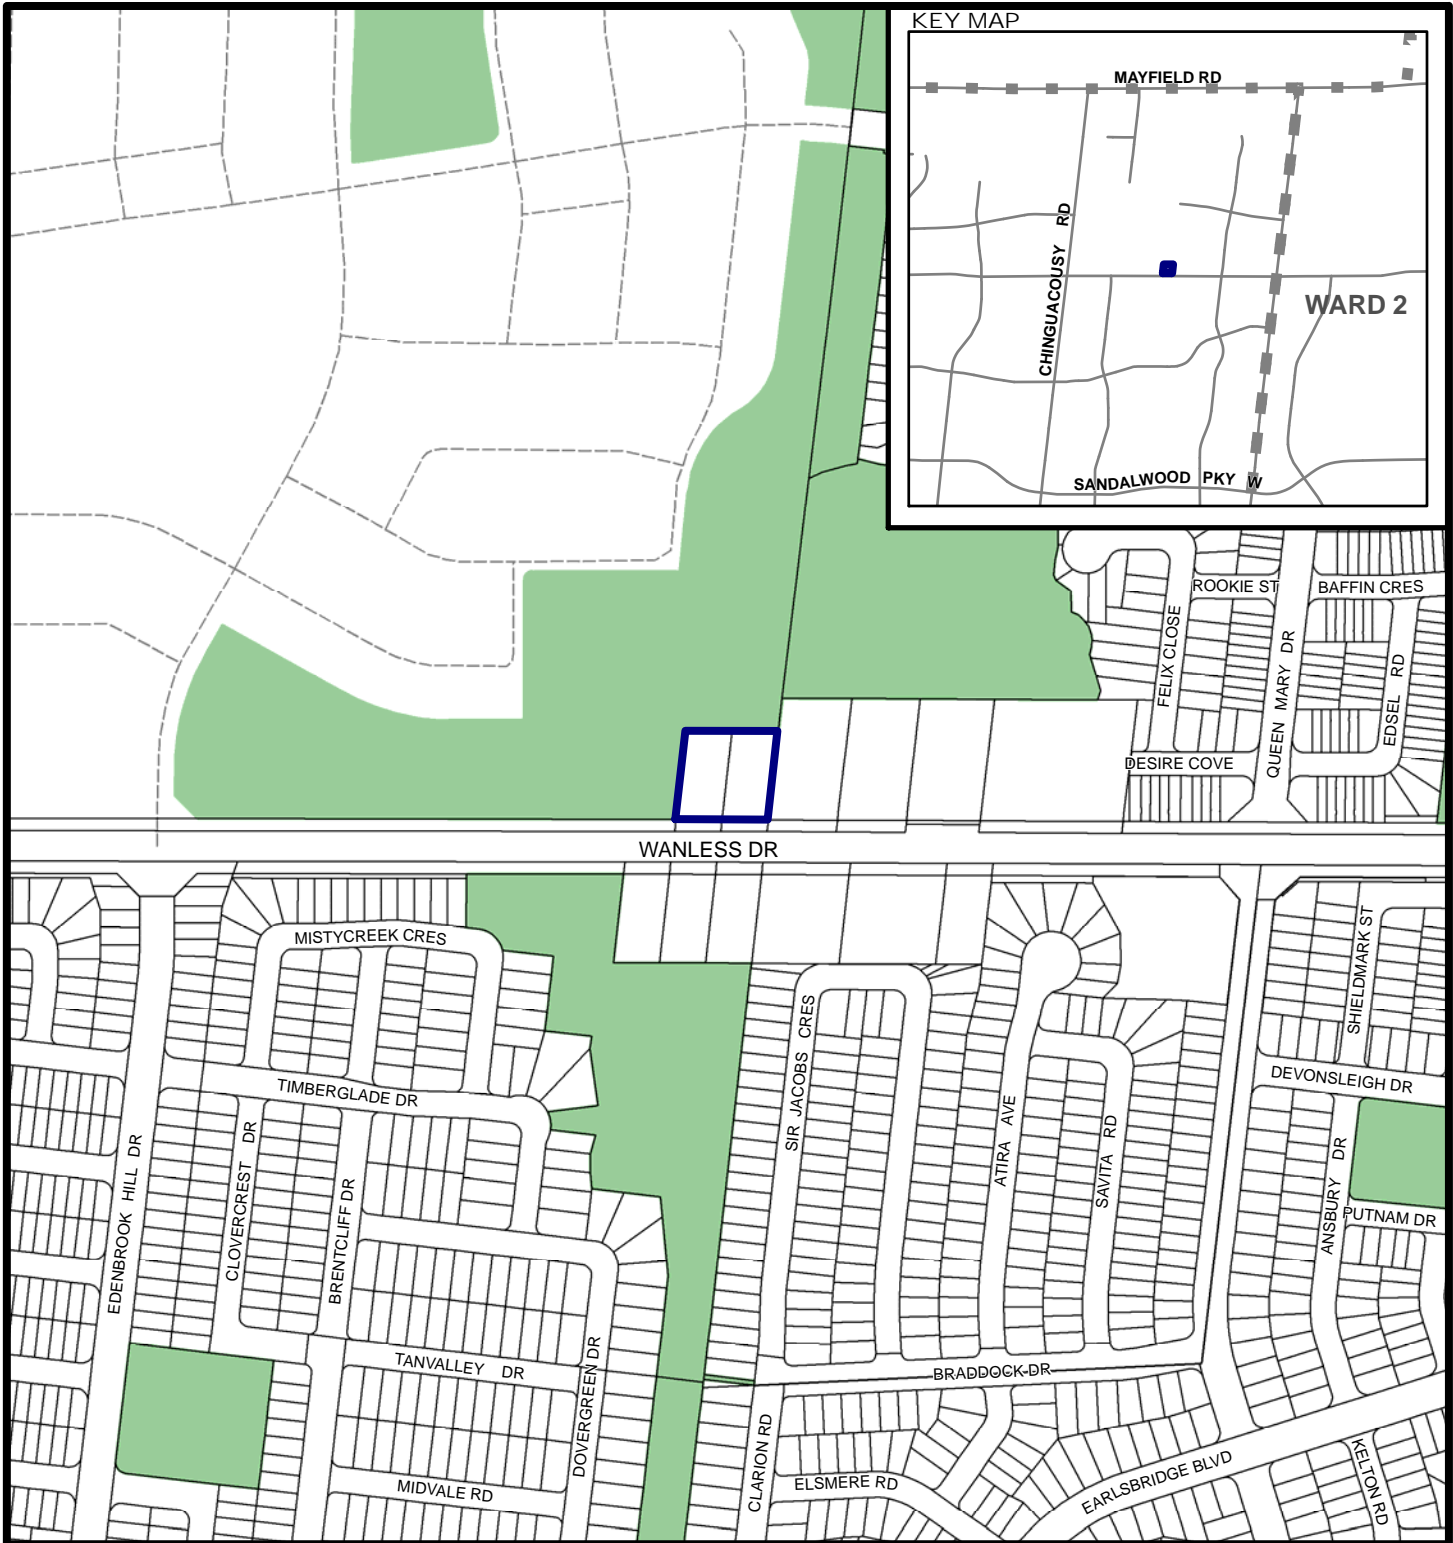 KEY MAP
MAYFIELD RD
CHINGUACOUSY RD
WARD 2
SANDALWOOD PKY W
ROOKIE ST
BAFFIN CRES
FELIX CLOSE
QUEEN MARY DR
EDSEL RD
DESIRE COVE
WANLESS DR
MISTYCREEK CRES
SHIELDMARK ST
SIR JACOBS CRES
TIMBERGLADE DR
DEVONSLEIGH DR
EDENBROOK HILL DR
CLOVERCREST DR
BRENTCLIFF DR
ATIRA AVE
SAVITA RD
ANSBURY DR
PUTNAM DR
TANVALLEY DR
DOVERGREEN DR
BRADDOCK DR
CLARION RD
MIDVALE RD
ELSMERE RD
EARLSBRIDGE BLVD
KELTON RD